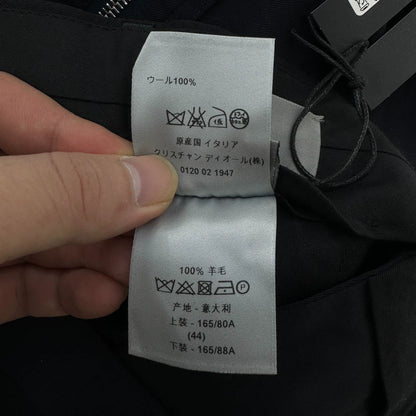 ウール100%
原産国 イタリア
クリスチャン ディオール(株)
0120 02 1947
100% 羊毛
产地 - 意大利
上装 - 165/80A
(44)
下装 - 165/88A